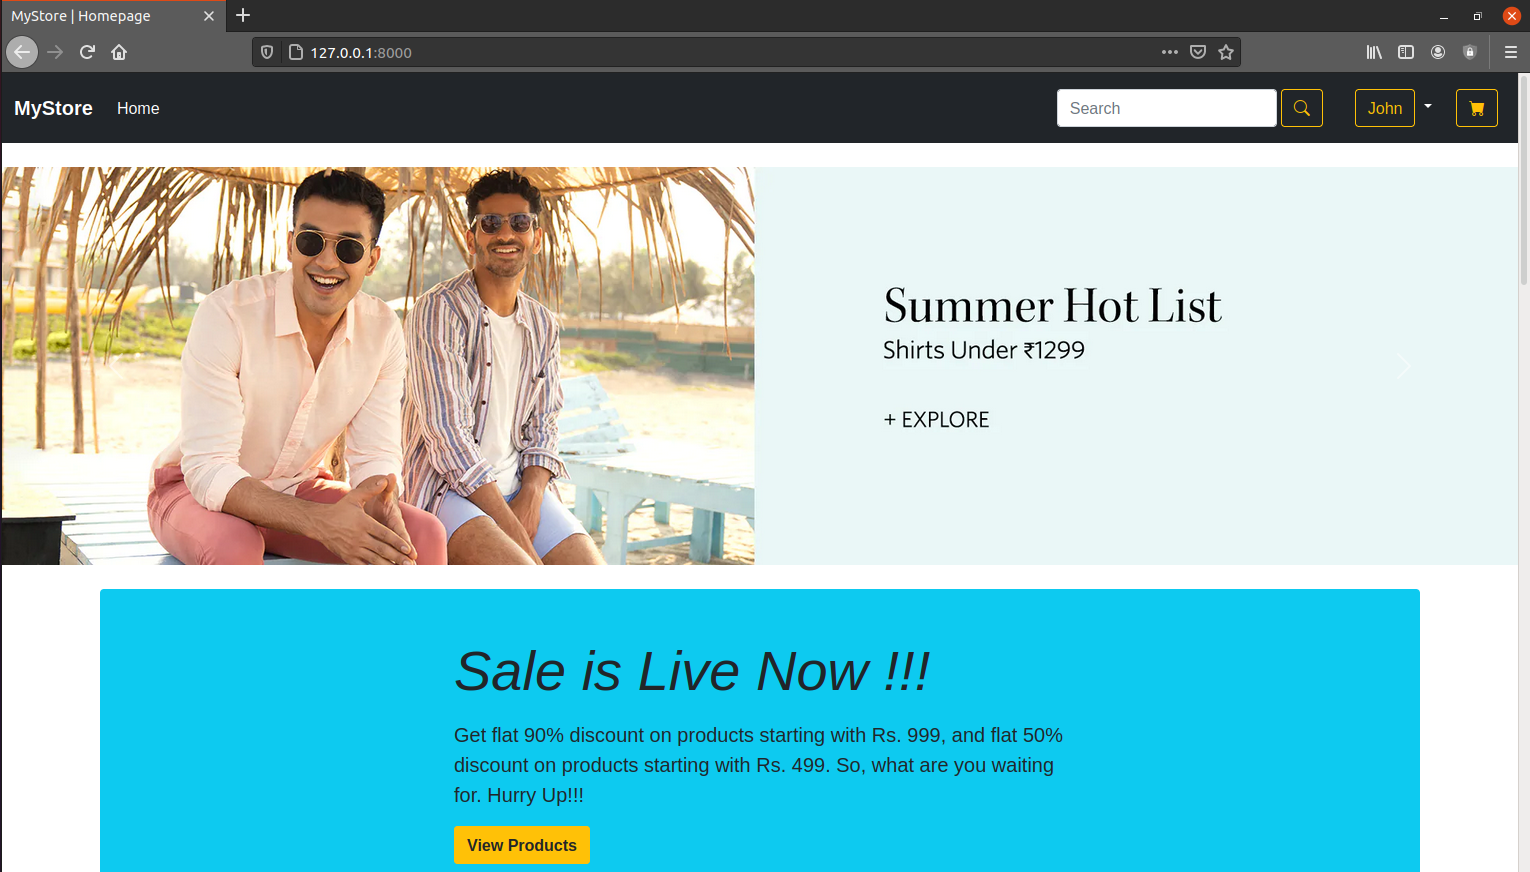 MyStore | Homepage
127.0.0.1:8000
MyStore Home Search John
Summer Hot List
Shirts Under ₹1299
+ EXPLORE
Sale is Live Now !!!
Get flat 90% discount on products starting with Rs. 999, and flat 50%
discount on products starting with Rs. 499. So, what are you waiting
for. Hurry Up!!!
View Products